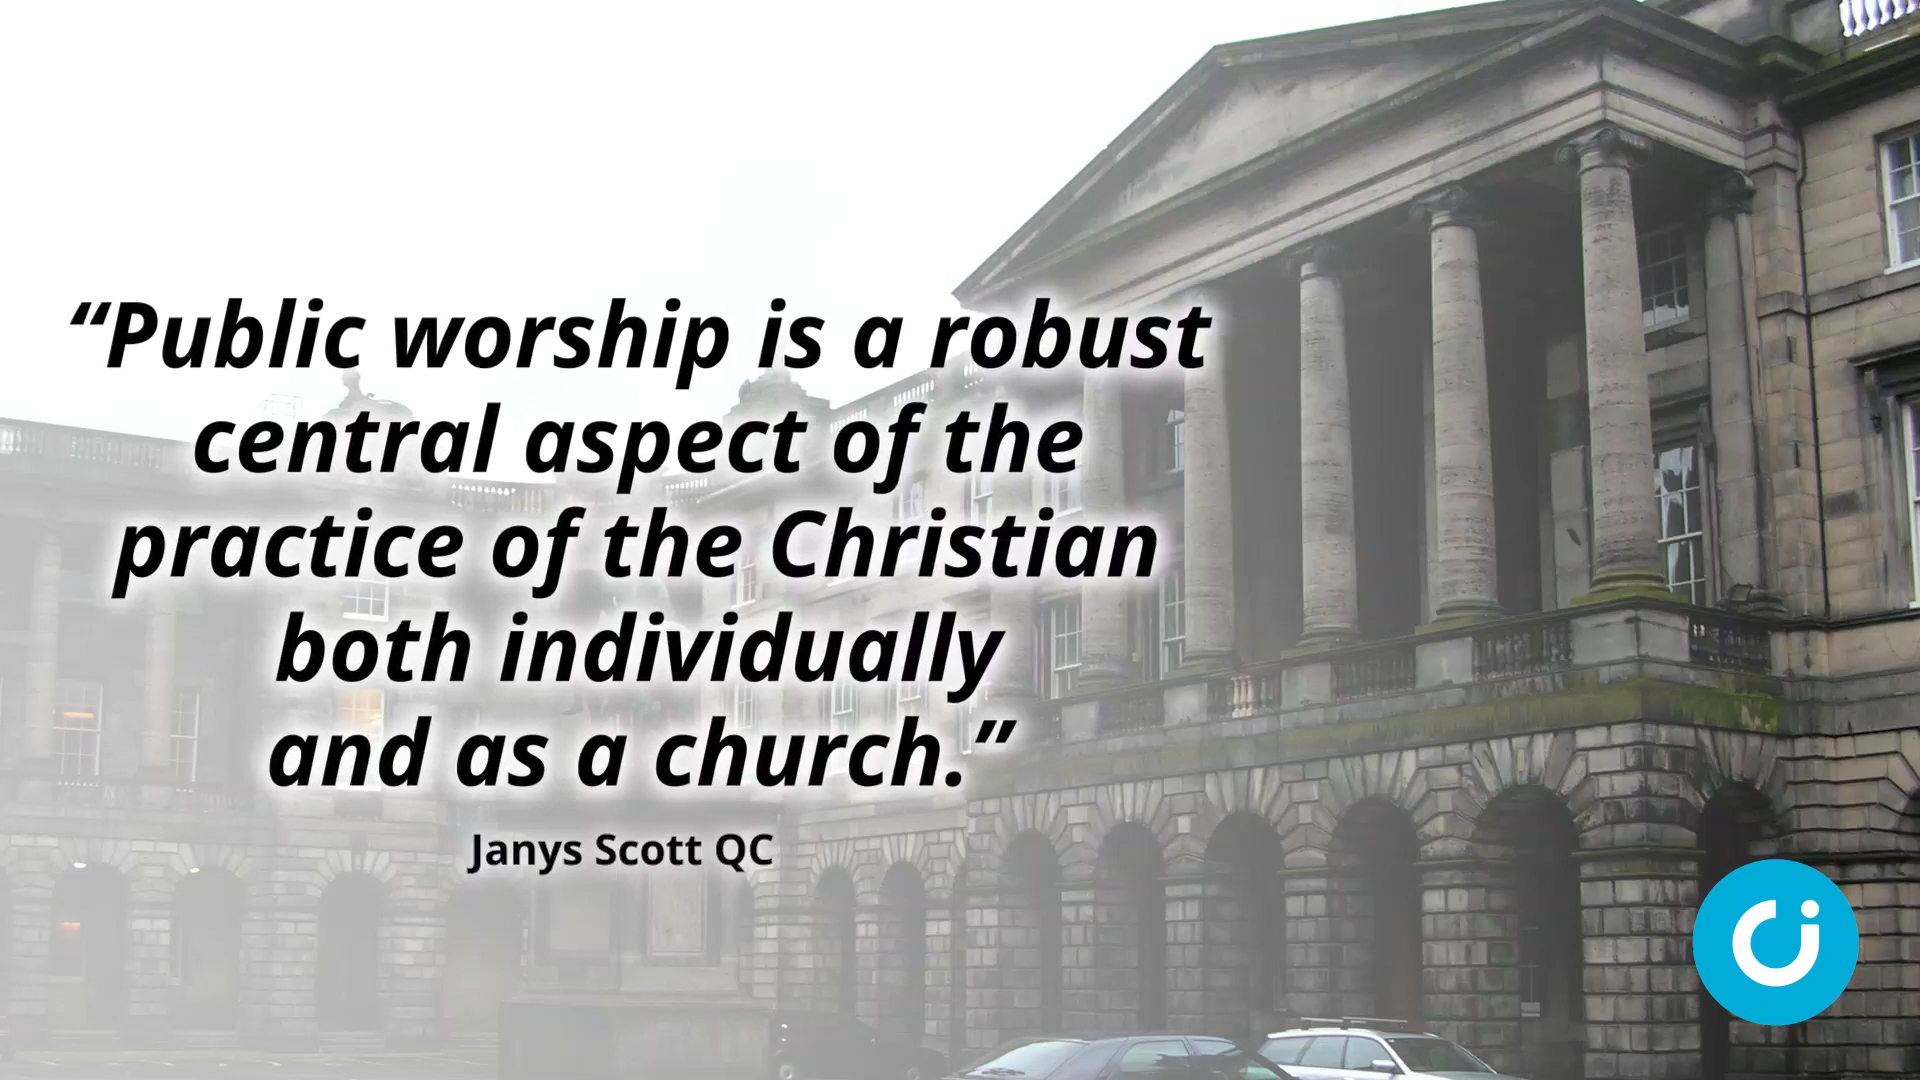 “Public worship is a robust
central aspect of the
practice of the Christian
both individually
and as a church.”
Janys Scott QC